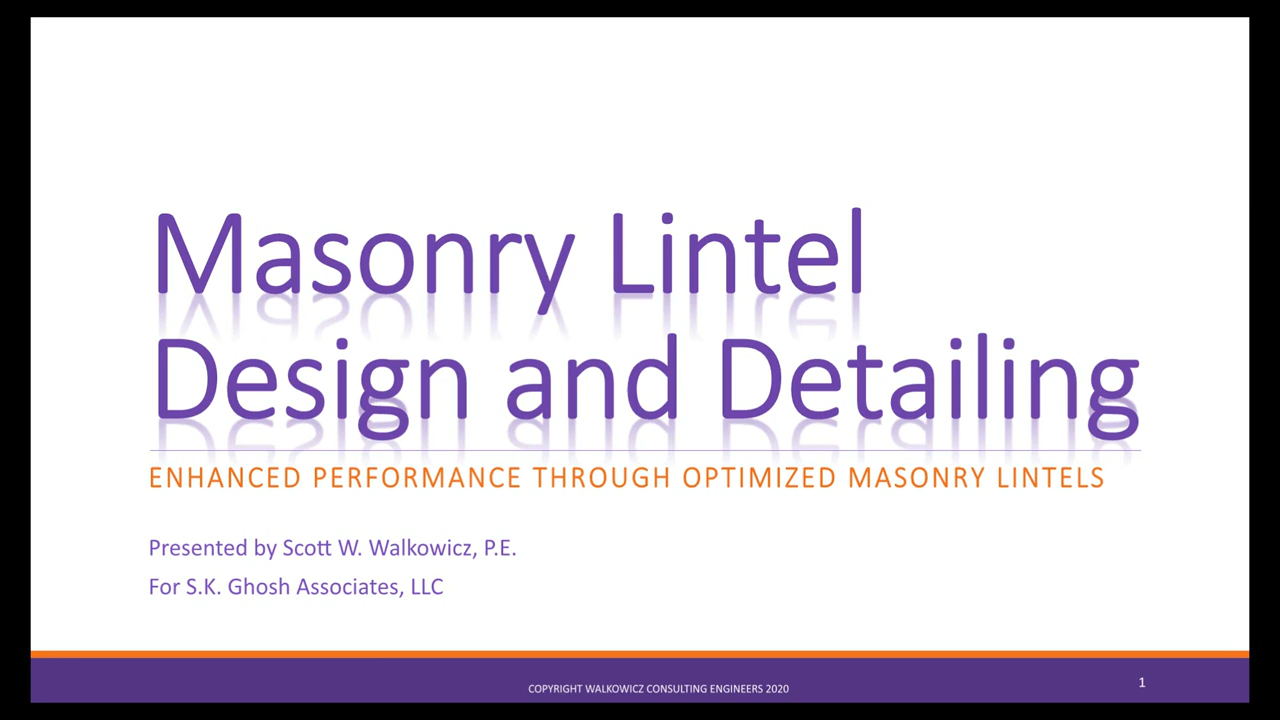 Masonry Lintel
Design and Detailing
ENHANCED PERFORMANCE THROUGH OPTIMIZED MASONRY LINTELS
Presented by Scott W. Walkowicz, P.E.
For S.K. Ghosh Associates, LLC
COPYRIGHT WALKOWICZ CONSULTING ENGINEERS 2020
1